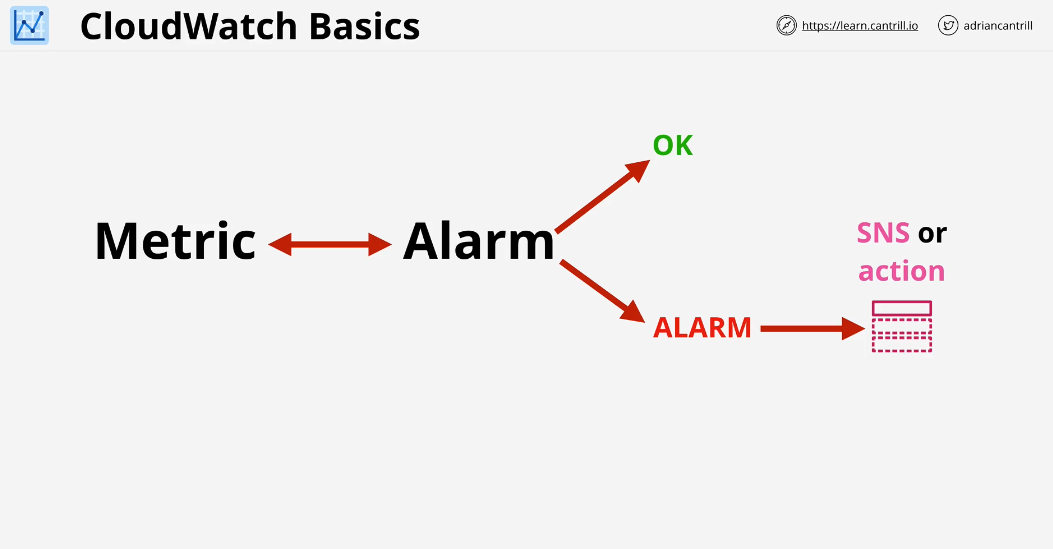 CloudWatch Basics
https://learn.cantrill.io
adriancantrill
OK
Metric
Alarm
SNS or
action
ALARM